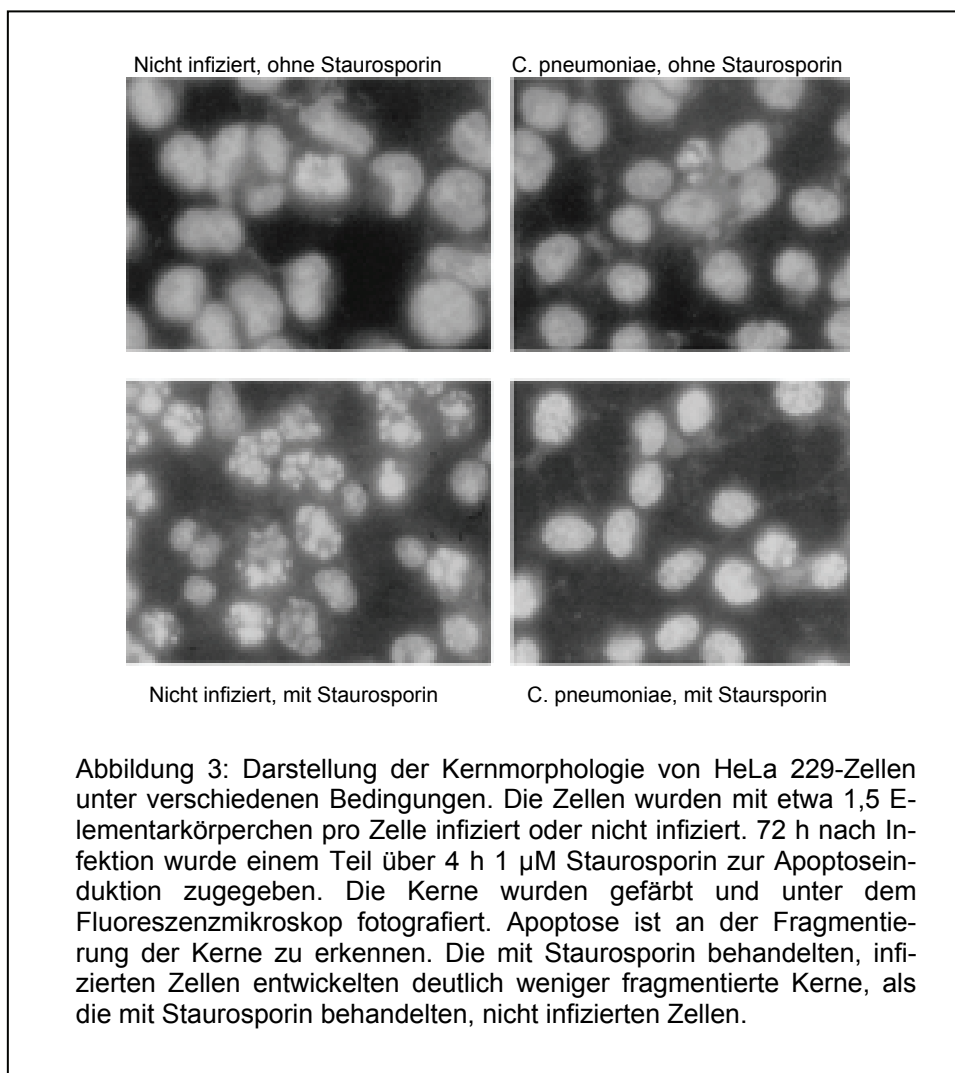 Nicht infiziert, ohne Staurosporin
C. pneumoniae, ohne Staurosporin
Nicht infiziert, mit Staurosporin
C. pneumoniae, mit Staursporin
Abbildung 3: Darstellung der Kernmorphologie von HeLa 229-Zellen
unter verschiedenen Bedingungen. Die Zellen wurden mit etwa 1,5 E-
lementarkörperchen pro Zelle infiziert oder nicht infiziert. 72 h nach In-
fektion wurde einem Teil über 4 h 1 µM Staurosporin zur Apoptosein-
duktion zugegeben. Die Kerne wurden gefärbt und unter dem
Fluoreszenzmikroskop fotografiert. Apoptose ist an der Fragmentie-
rung der Kerne zu erkennen. Die mit Staurosporin behandelten, infi-
zierten Zellen entwickelten deutlich weniger fragmentierte Kerne, als
die mit Staurosporin behandelten, nicht infizierten Zellen.